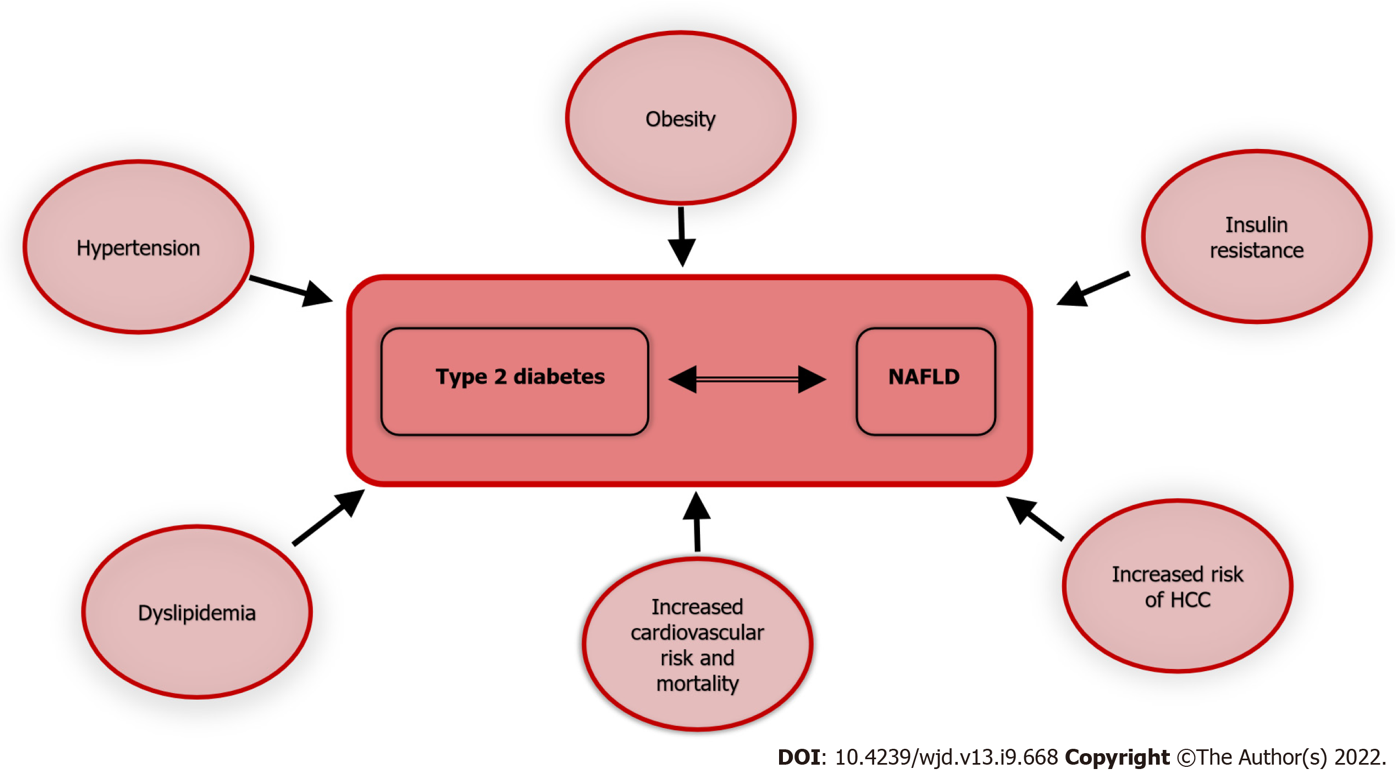 Obesity
Hypertension
Insulin
resistance
Type 2 diabetes
NAFLD
Dyslipidemia
Increased
cardiovascular
risk and
mortality
Increased risk
of HCC
DOI: 10.4239/wjd.v13.i9.668 Copyright ©The Author(s) 2022.